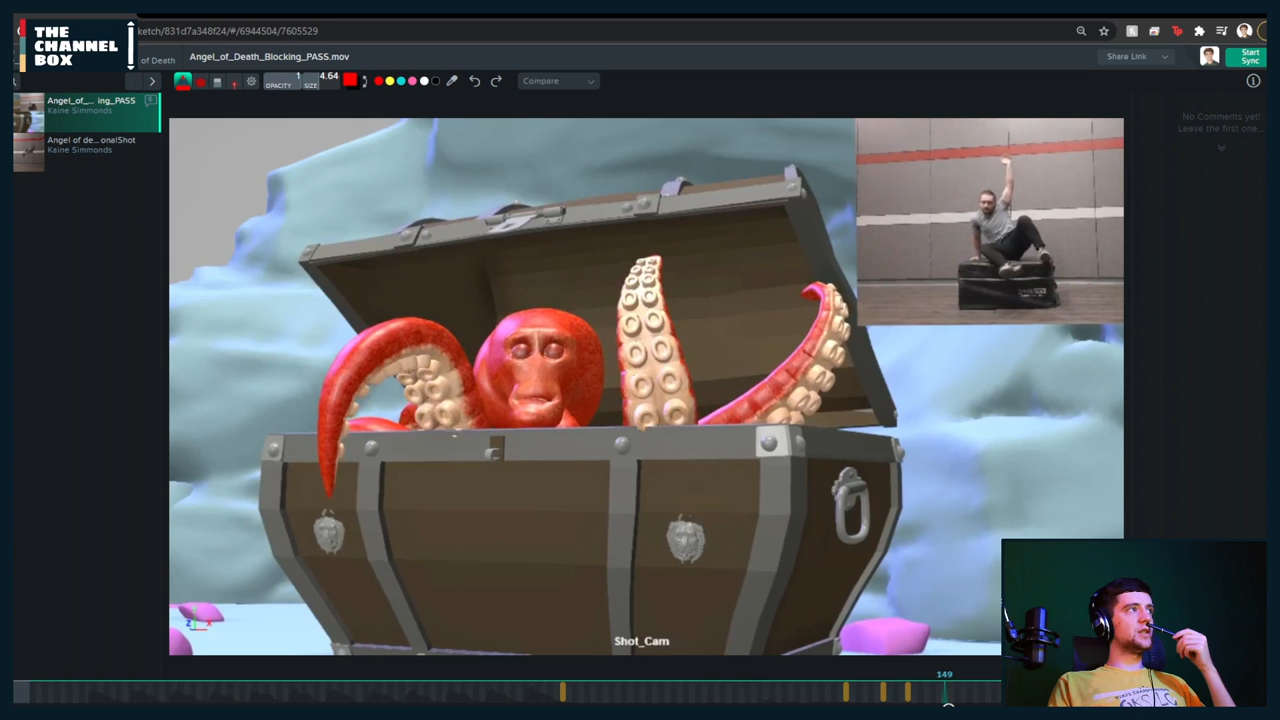 THE
CHANNEL
BOX
ketch/831d7a348f24/#/6944504/7605529
of Death
Angel_of_Death_Blocking_PASS.mov
Share Link
Start
Sync
1
OPACITY
4.64
SIZE
Compare
Angel_of_... ing_PASS
Kaine Simmonds
Angel of de...onalShot
Kaine Simmonds
No Comments yet!
Leave the first one...
Shot_Cam
Z
X
149